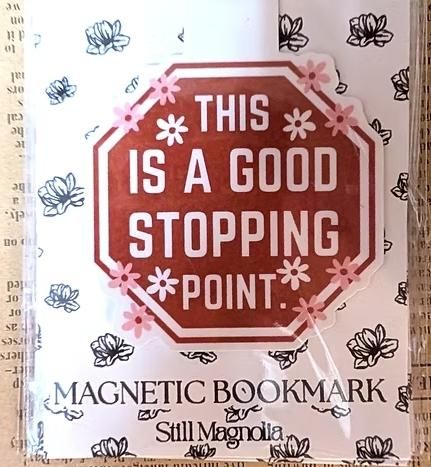 THIS
IS A GOOD
STOPPING
POINT.
MAGNETIC BOOKMARK
Still Magnolia